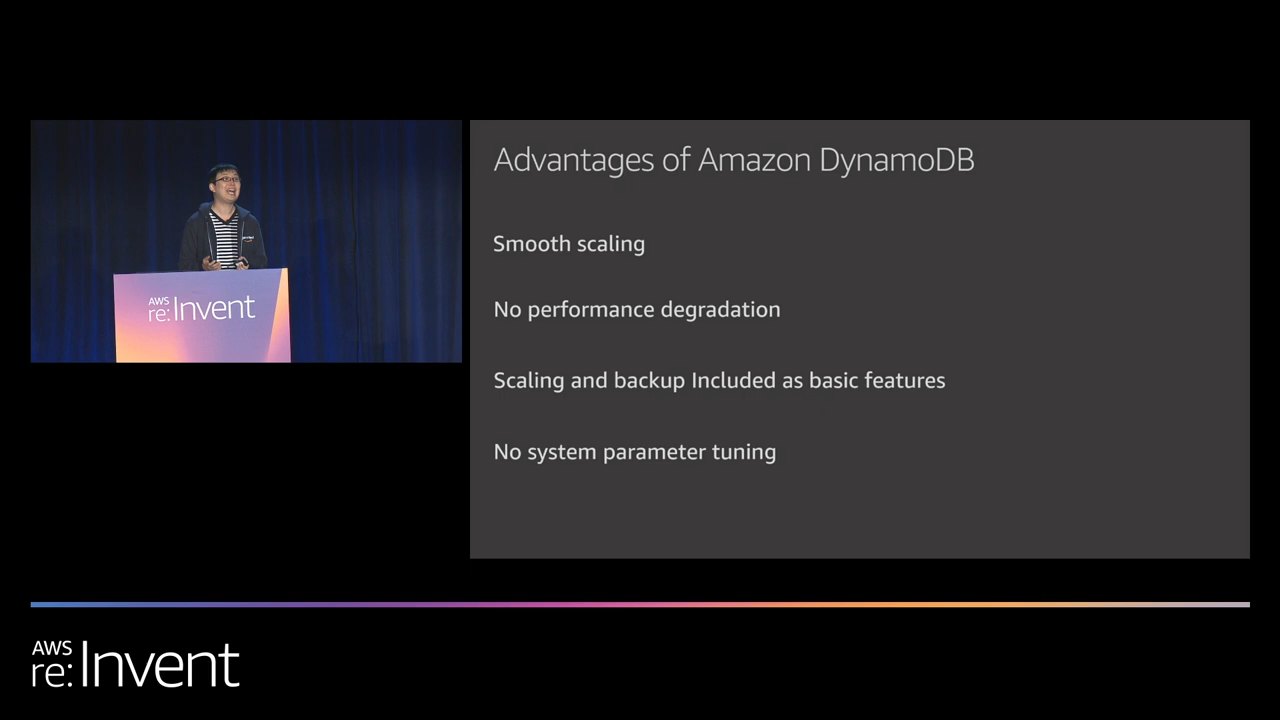 Advantages of Amazon DynamoDB
Smooth scaling
No performance degradation
Scaling and backup Included as basic features
No system parameter tuning
AWS
re:Invent
AWS
re:Invent